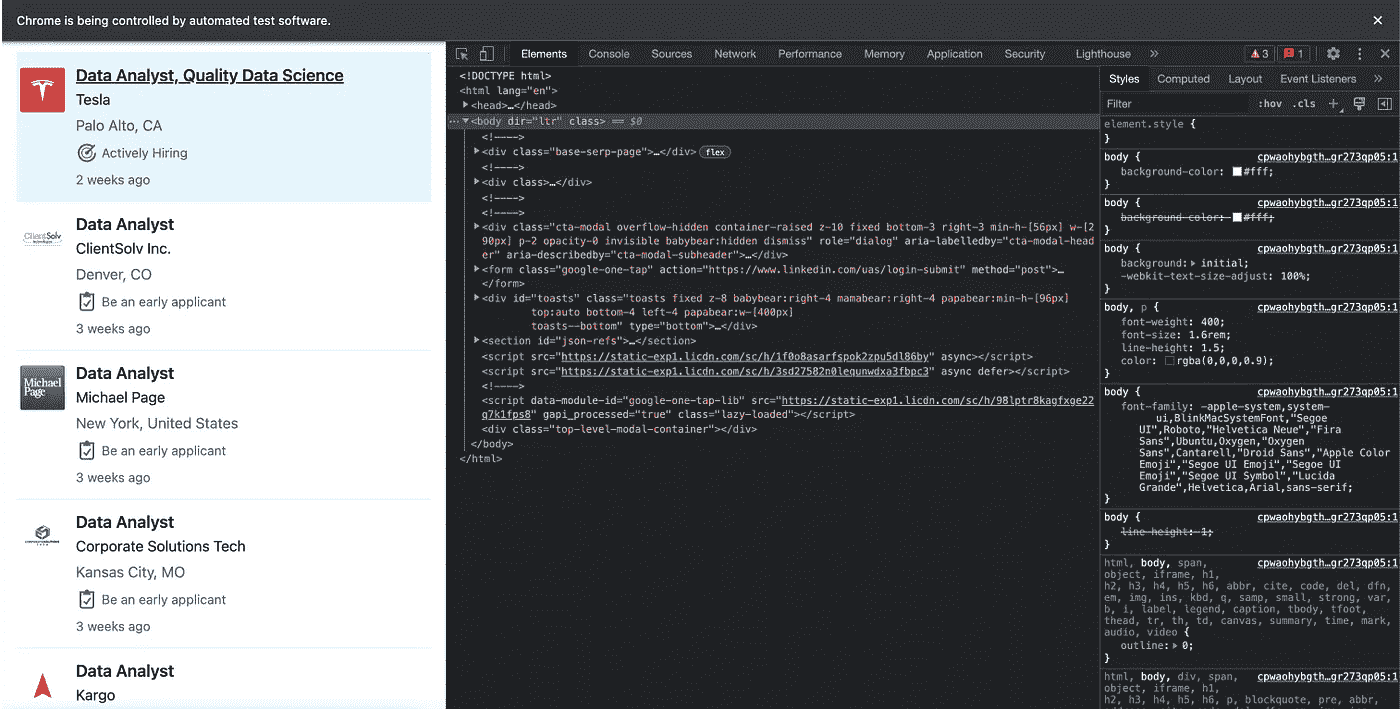 Chrome is being controlled by automated test software.
Data Analyst, Quality Data Science
Tesla
Palo Alto, CA
Actively Hiring
2 weeks ago
ClientSolv
Data Analyst
ClientSolv Inc.
Denver, CO
Be an early applicant
3 weeks ago
Michael
Page
Data Analyst
Michael Page
New York, United States
Be an early applicant
3 weeks ago
Data Analyst
Corporate Solutions Tech
Kansas City, MO
Be an early applicant
3 weeks ago
Data Analyst
Kargo
Elements Console Sources Network Performance Memory Application Security Lighthouse » 3 1
<!DOCTYPE html>
<html lang="en">
<head>…</head>
<body dir="ltr" class> == $0
<!---->
<div class="base-serp-page">…</div> flex
<!---->
<div class>…</div>
<!---->
<!---->
<div class="cta-modal overflow-hidden container-raised z-10 fixed bottom-3 right-3 min-h-[56px] w-[2
90px] p-2 opacity-0 invisible babybear:hidden dismiss" role="dialog" aria-labelledby="cta-modal-head
er" aria-describedby="cta-modal-subheader">…</div>
<form class="google-one-tap" action="https://www.linkedin.com/uas/login-submit" method="post">…
</form>
<div id="toasts" class="toasts fixed z-8 babybear:right-4 mamabear:right-4 papabear:min-h-[96px]
top:auto bottom-4 left-4 papabear:w-[400px]
toasts--bottom" type="bottom">…</div>
<section id="json-refs">…</section>
<script src="https://static-exp1.licdn.com/sc/h/1f0o8asarfspok2zpu5dl86by" async></script>
<script src="https://static-exp1.licdn.com/sc/h/3sd27582n0lequnwdxa3fbpc3" async defer></script>
<!---->
<script data-module-id="google-one-tap-lib" src="https://static-exp1.licdn.com/sc/h/98lptr8kagfxge22
q7k1fps8" gapi_processed="true" class="lazy-loaded"></script>
<div class="top-level-modal-container"></div>
</body>
</html>
Styles Computed Layout Event Listeners »
Filter :hov .cls +
element.style {
}
body { cpwaohybgth…gr273qp05:1
background-color: #fff;
}
body { cpwaohybgth…gr273qp05:1
background-color: #fff;
}
body { cpwaohybgth…gr273qp05:1
background: initial;
-webkit-text-size-adjust: 100%;
}
body, p { cpwaohybgth…gr273qp05:1
font-weight: 400;
font-size: 1.6rem;
line-height: 1.5;
color: rgba(0,0,0,0.9);
}
body { cpwaohybgth…gr273qp05:1
font-family: -apple-system,system-
ui,BlinkMacSystemFont,"Segoe
UI",Roboto,"Helvetica Neue","Fira
Sans",Ubuntu,Oxygen,"Oxygen
Sans",Cantarell,"Droid Sans","Apple Color
Emoji","Segoe UI Emoji","Segoe UI
Emoji","Segoe UI Symbol","Lucida
Grande",Helvetica,Arial,sans-serif;
}
body { cpwaohybgth…gr273qp05:1
line-height: 1;
}
html, body, span, cpwaohybgth…gr273qp05:1
object, iframe, h1,
h2, h3, h4, h5, h6, abbr, cite, code, del, dfn,
em, img, ins, kbd, q, samp, small, strong, var,
b, i, label, legend, caption, tbody, tfoot,
thead, tr, th, td, canvas, summary, time, mark,
audio, video {
outline: 0;
}
html, body, div, span, cpwaohybgth…gr273qp05:1
object, iframe, h1,
h2, h3, h4, h5, h6, p, blockquote, pre, abbr,